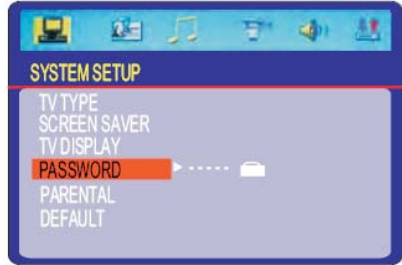 SYSTEM SETUP
TV TYPE
SCREEN SAVER
TV DISPLAY
PASSWORD -----
PARENTAL
DEFAULT